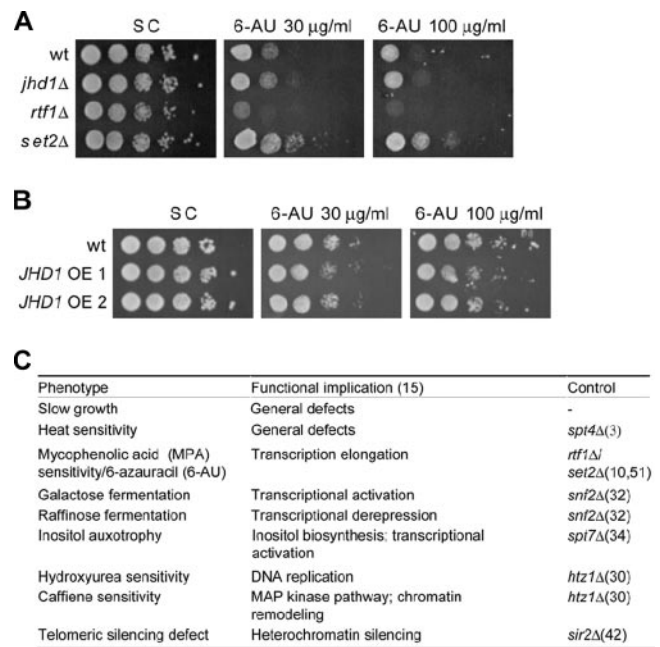 A
SC 6-AU 30 μg/ml 6-AU 100 μg/ml
wt
jhd1Δ
rtf1Δ
set2Δ
B
SC 6-AU 30 μg/ml 6-AU 100 μg/ml
wt
JHD1 OE 1
JHD1 OE 2
C
Phenotype Functional implication (15) Control
Slow growth General defects -
Heat sensitivity General defects spt4Δ(3)
Mycophenolic acid (MPA) Transcription elongation rtf1Δ/
sensitivity/6-azauracil (6-AU) set2Δ(10,51)
Galactose fermentation Transcriptional activation snf2Δ(32)
Raffinose fermentation Transcriptional derepression snf2Δ(32)
Inositol auxotrophy Inositol biosynthesis; transcriptional spt7Δ(34)
activation
Hydroxyurea sensitivity DNA replication htz1Δ(30)
Caffiene sensitivity MAP kinase pathway; chromatin htz1Δ(30)
remodeling
Telomeric silencing defect Heterochromatin silencing sir2Δ(42)